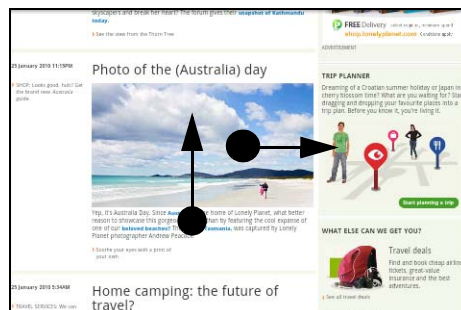 skyscrapers and break her heart? The forum gives their snapshot of Kathmandu
today.
See the view from the Thorn Tree
25 January 2010 11:15PM
SHOP: Looks good, huh? Get
the brand new Australia
guide.
Photo of the (Australia) day
Yep, it's Australia Day. Since home of Lonely Planet, what better
reason to showcase this gorgeous than by featuring the cool expanse of
one of our beloved beaches? Tasmania, was captured by Lonely
Planet photographer Andrew Peacock.
Soothe your eyes with a print of
your own
25 January 2010 5:34AM
TRAVEL SERVICES: We can
Home camping: the future of
travel?
FREE Delivery
shop.lonelyplanet.com Conditions apply
ADVERTISEMENT
TRIP PLANNER
Dreaming of a Croatian summer holiday or Japan in
cherry blossom time? What are you waiting for? Start
dragging and dropping your favourite places into a
trip plan. Before you know it, you're living it.
Start planning a trip
WHAT ELSE CAN WE GET YOU?
Travel deals
Find and book cheap airline
tickets, great-value
insurance and the best
adventures.
See all travel deals